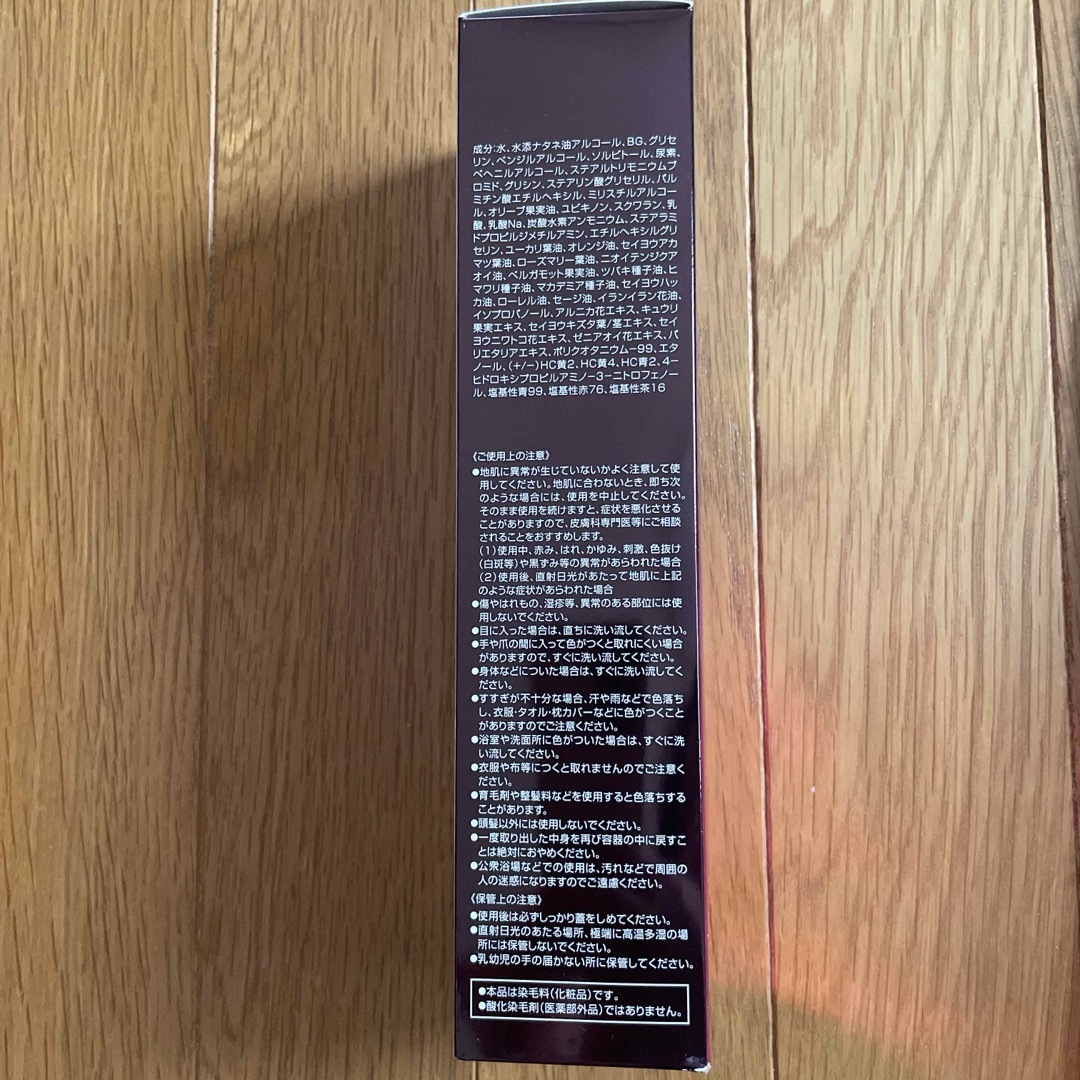 成分:水、水添ナタネ油アルコール、BG、グリセ
リン、ベンジルアルコール、ソルビトール、尿素、
ベヘニルアルコール、ステアルトリモニウムブ
ロミド、グリシン、ステアリン酸グリセリル、パル
ミチン酸エチルヘキシル、ミリスチルアルコー
ル、オリーブ果実油、ユビキノン、スクワラン、乳
酸、乳酸Na、炭酸水素アンモニウム、ステアラミ
ドプロピルジメチルアミン、エチルヘキシルグリ
セリン、ユーカリ葉油、オレンジ油、セイヨウアカ
マツ葉油、ローズマリー葉油、ニオイテンジクア
オイ油、ベルガモット果実油、ツバキ種子油、ヒ
マワリ種子油、マカデミア種子油、セイヨウハッ
カ油、ローレル油、セージ油、イランイラン花油、
イソプロパノール、アルニカ花エキス、キュウリ
果実エキス、セイヨウキズタ葉/茎エキス、セイ
ヨウニワトコ花エキス、ゼニアオイ花エキス、パ
リエタリアエキス、ポリクオタニウム-99、エタ
ノール、(+/-)HC黄2、HC黄4、HC青2、4-
ヒドロキシプロピルアミノ-3-ニトロフェノー
ル、塩基性青99、塩基性赤76、塩基性茶16
《ご使用上の注意》
●地肌に異常が生じていないかよく注意して使
用してください。地肌に合わないとき、即ち次
のような場合には、使用を中止してください。
そのまま使用を続けますと、症状を悪化させる
ことがありますので、皮膚科専門医等にご相談
されることをおすすめします。
(1)使用中、赤み、はれ、かゆみ、刺激、色抜け
(白斑等)や黒ずみ等の異常があらわれた場合
(2)使用後、直射日光があたって地肌に上記
のような症状があらわれた場合
●傷やはれもの、湿疹等、異常のある部位には使
用しないでください。
●目に入った場合は、直ちに洗い流してください。
●手や爪の間に入って色がつくと取れにくい場合
がありますので、すぐに洗い流してください。
●身体などについた場合は、すぐに洗い流してく
ださい。
●すすぎが不十分な場合、汗や雨などで色落ち
し、衣服・タオル・枕カバーなどに色がつくこと
がありますのでご注意ください。
●浴室や洗面所に色がついた場合は、すぐに洗
い流してください。
●衣服や布等につくと取れませんのでご注意く
ださい。
●育毛剤や整髪料などを使用すると色落ちする
ことがあります。
●頭髪以外には使用しないでください。
●一度取り出した中身を再び容器の中に戻すこ
とは絶対におやめください。
●公衆浴場などでの使用は、汚れなどで周囲の
人の迷惑になりますのでご遠慮ください。
《保管上の注意》
●使用後は必ずしっかり蓋をしめてください。
●直射日光のあたる場所、極端に高温多湿の場
所には保管しないでください。
●乳幼児の手の届かない所に保管してください。
●本品は染毛料(化粧品)です。
●酸化染毛剤(医薬部外品)ではありません。